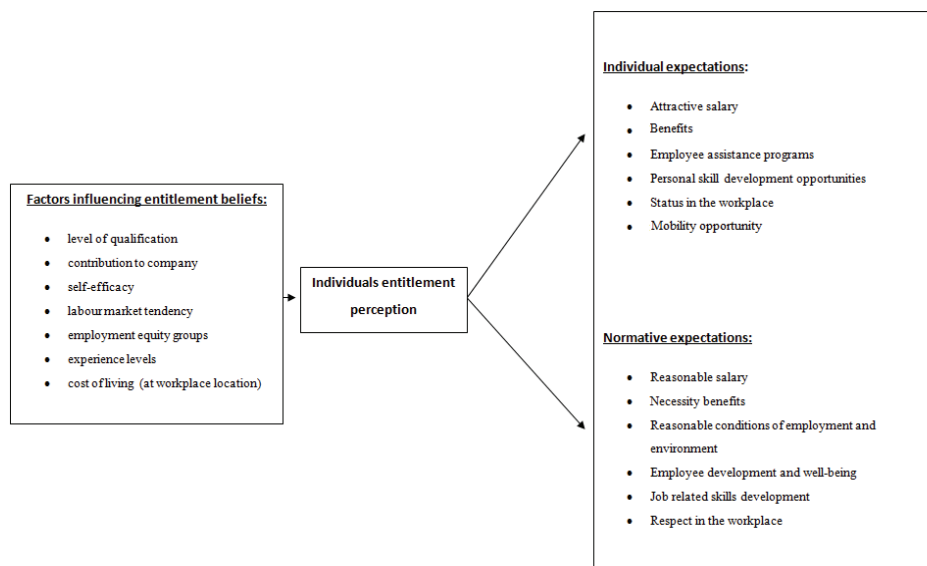 Factors influencing entitlement beliefs:
• level of qualification
• contribution to company
• self-efficacy
• labour market tendency
• employment equity groups
• experience levels
• cost of living (at workplace location)
Individuals entitlement
perception
Individual expectations:
• Attractive salary
• Benefits
• Employee assistance programs
• Personal skill development opportunities
• Status in the workplace
• Mobility opportunity
Normative expectations:
• Reasonable salary
• Necessity benefits
• Reasonable conditions of employment and
environment
• Employee development and well-being
• Job related skills development
• Respect in the workplace